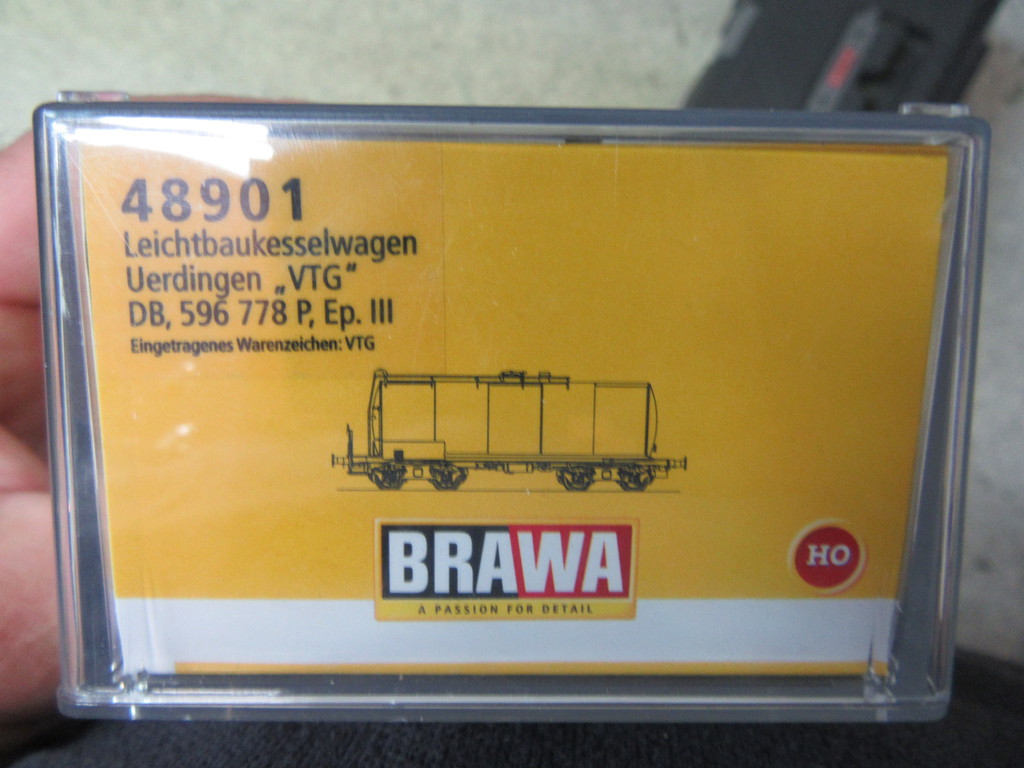 48901
Leichtbaukesselwagen
Uerdingen „VTG"
DB, 596 778 P, Ep. III
Eingetragenes Warenzeichen: VTG
BRAWA
A PASSION FOR DETAIL
HO